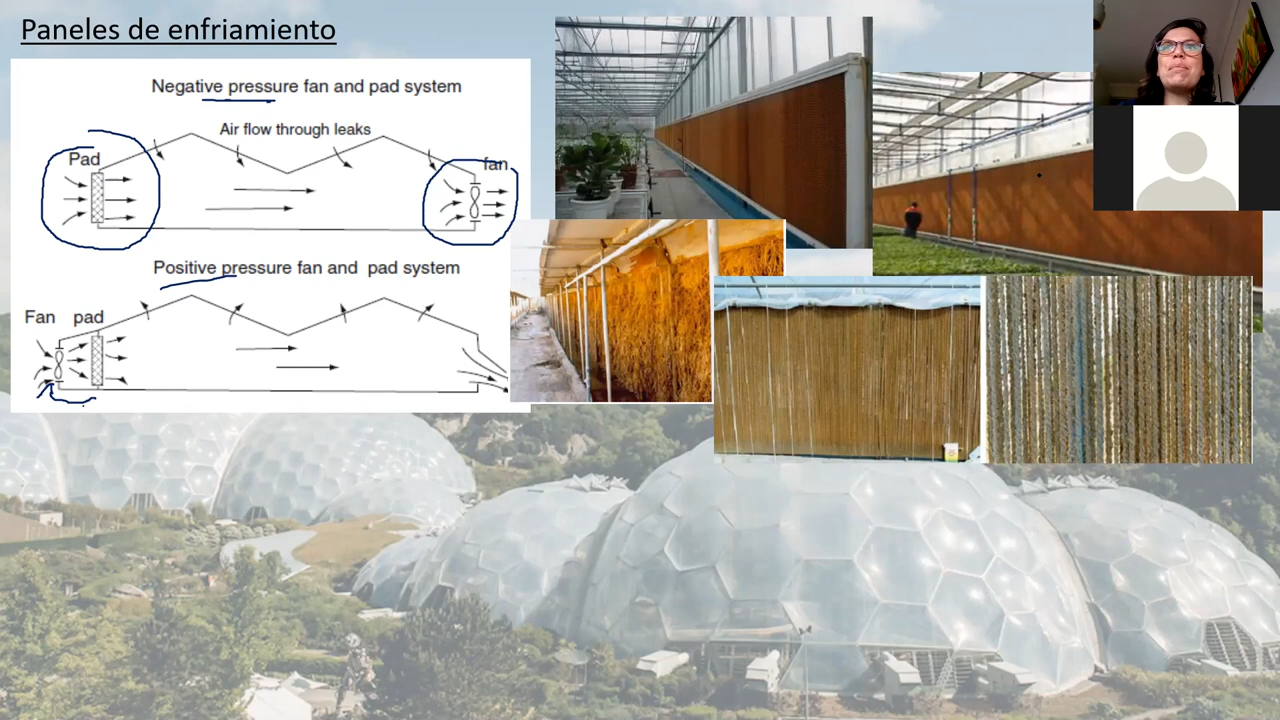 Paneles de enfriamiento
Negative pressure fan and pad system
Air flow through leaks
Pad
fan
Positive pressure fan and pad system
Fan pad